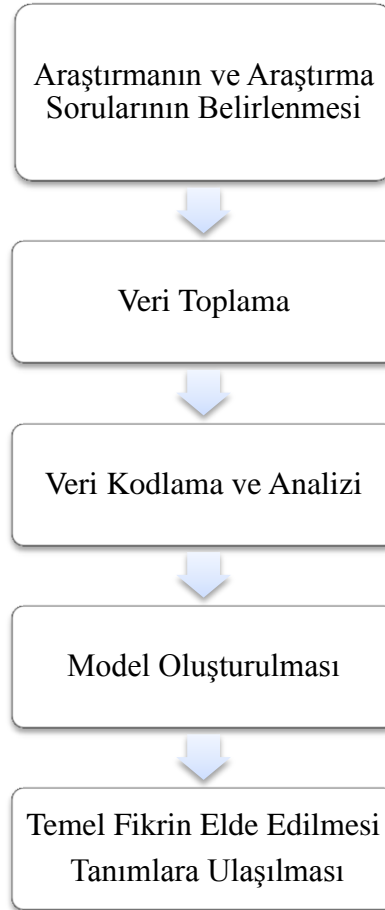 Araştırmanın ve Araştırma
Sorularının Belirlenmesi
Veri Toplama
Veri Kodlama ve Analizi
Model Oluşturulması
Temel Fikrin Elde Edilmesi
Tanımlara Ulaşılması